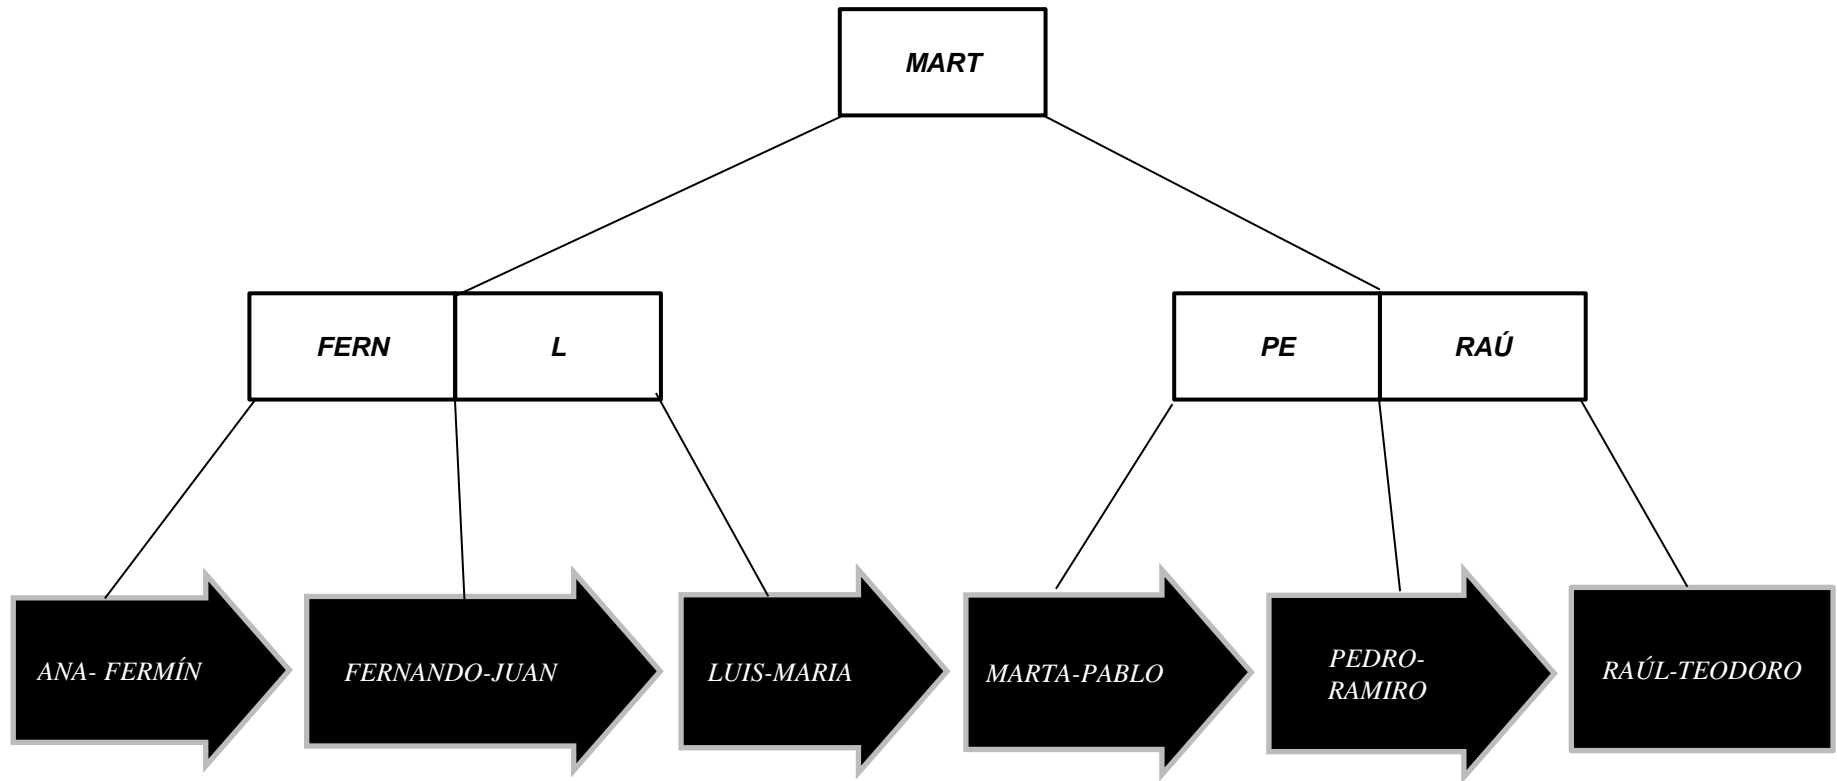 MART
FERN
L
PE
RAÚ
ANA- FERMÍN
FERNANDO-JUAN
LUIS-MARIA
MARTA-PABLO
PEDRO-
RAMIRO
RAÚL-TEODORO